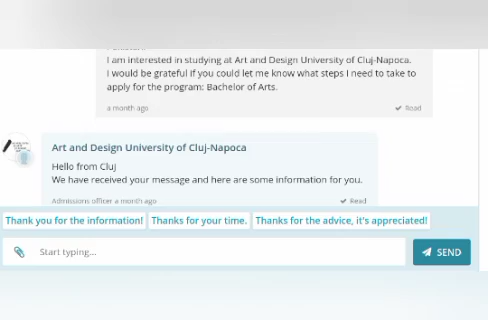 I am interested in studying at Art and Design University of Cluj-Napoca.
I would be grateful if you could let me know what steps I need to take to
apply for the program: Bachelor of Arts.
a month ago
Read
Art and Design University of Cluj-Napoca
Hello from Cluj
We have received your message and here are some information for you.
Admissions officer a month ago
Read
Thank you for the information! Thanks for your time. Thanks for the advice, it's appreciated!
Start typing...
SEND